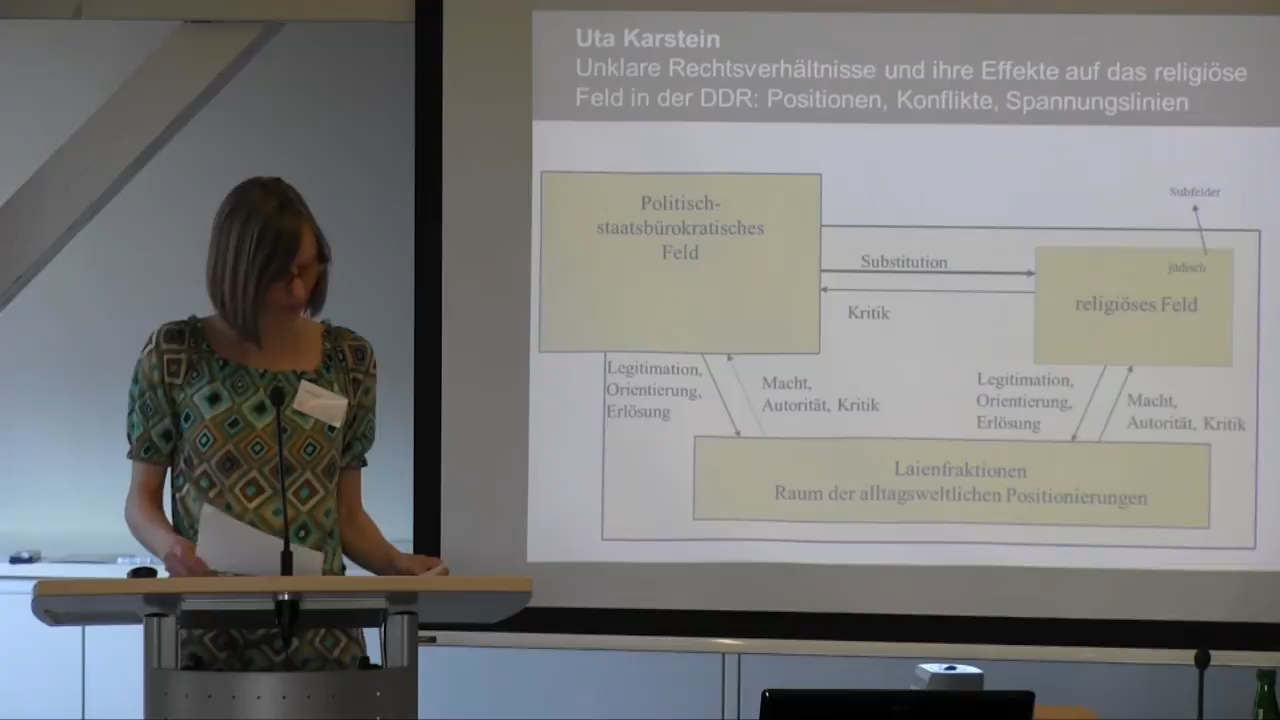 Uta Karstein
Unklare Rechtsverhältnisse und ihre Effekte auf das religiöse
Feld in der DDR: Positionen, Konflikte, Spannungslinien
Politisch-
staatsbürokratisches
Feld
Subfelder
jüdisch
religiöses Feld
Substitution
Kritik
Legitimation,
Orientierung,
Erlösung
Macht,
Autorität, Kritik
Legitimation,
Orientierung,
Erlösung
Macht,
Autorität, Kritik
Laienfraktionen
Raum der alltagsweltlichen Positionierungen